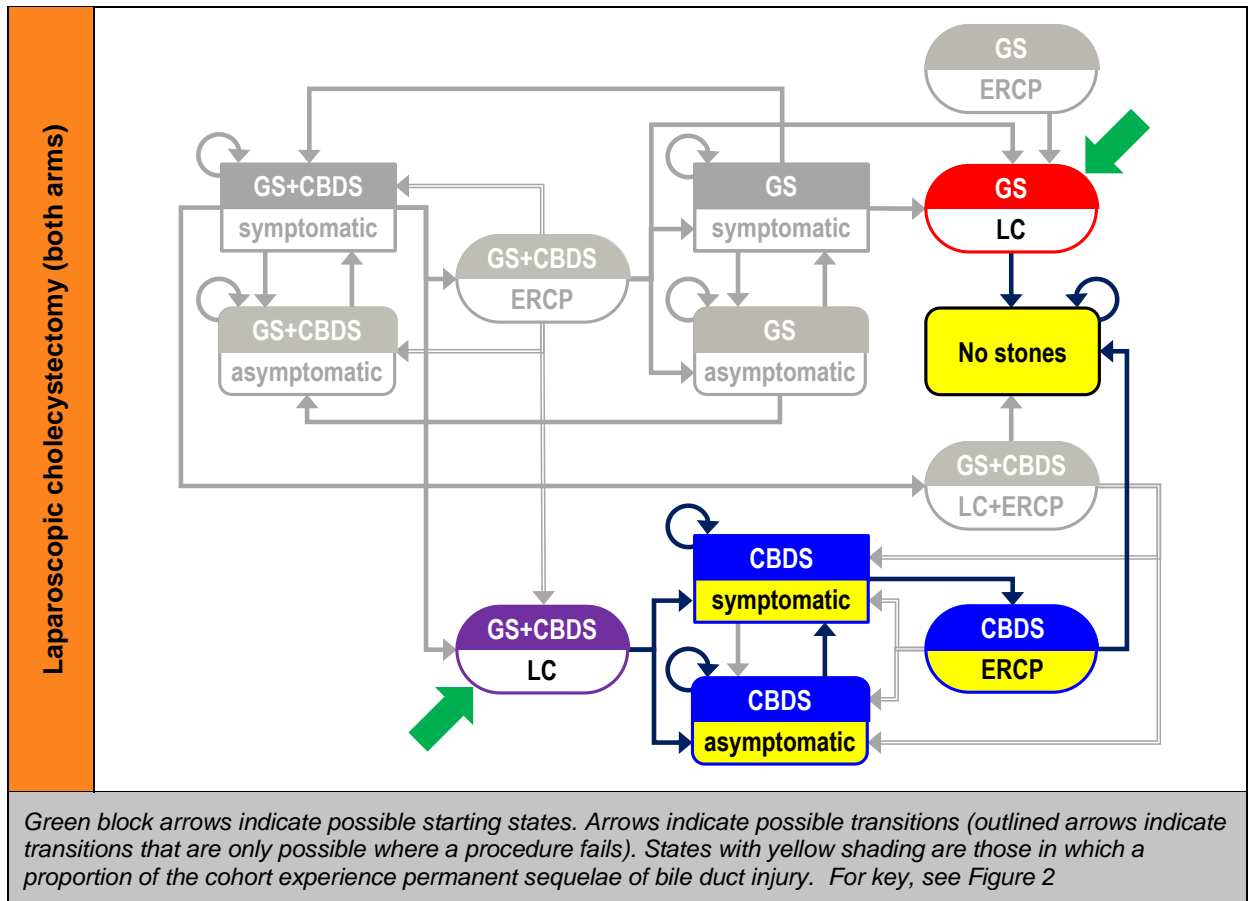 Laparoscopic cholecystectomy (both arms)
GS
ERCP
GS+CBDS
symptomatic
GS
symptomatic
GS
LC
GS+CBDS
ERCP
GS+CBDS
asymptomatic
GS
asymptomatic
No stones
GS+CBDS
LC+ERCP
CBDS
symptomatic
GS+CBDS
LC
CBDS
ERCP
CBDS
asymptomatic
Green block arrows indicate possible starting states. Arrows indicate possible transitions (outlined arrows indicate
transitions that are only possible where a procedure fails). States with yellow shading are those in which a
proportion of the cohort experience permanent sequelae of bile duct injury. For key, see Figure 2